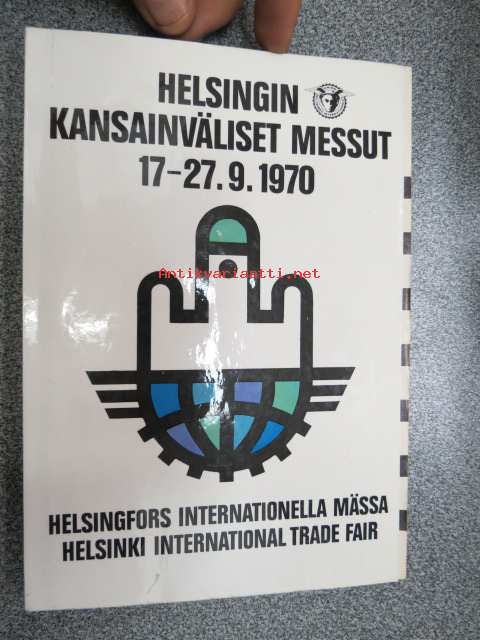 HELSINGIN
KANSAINVÄLISET MESSUT
17-27.9.1970
Antikvariaatti.net
HELSINGFORS INTERNATIONELLA MÄSSA
HELSINKI INTERNATIONAL TRADE FAIR